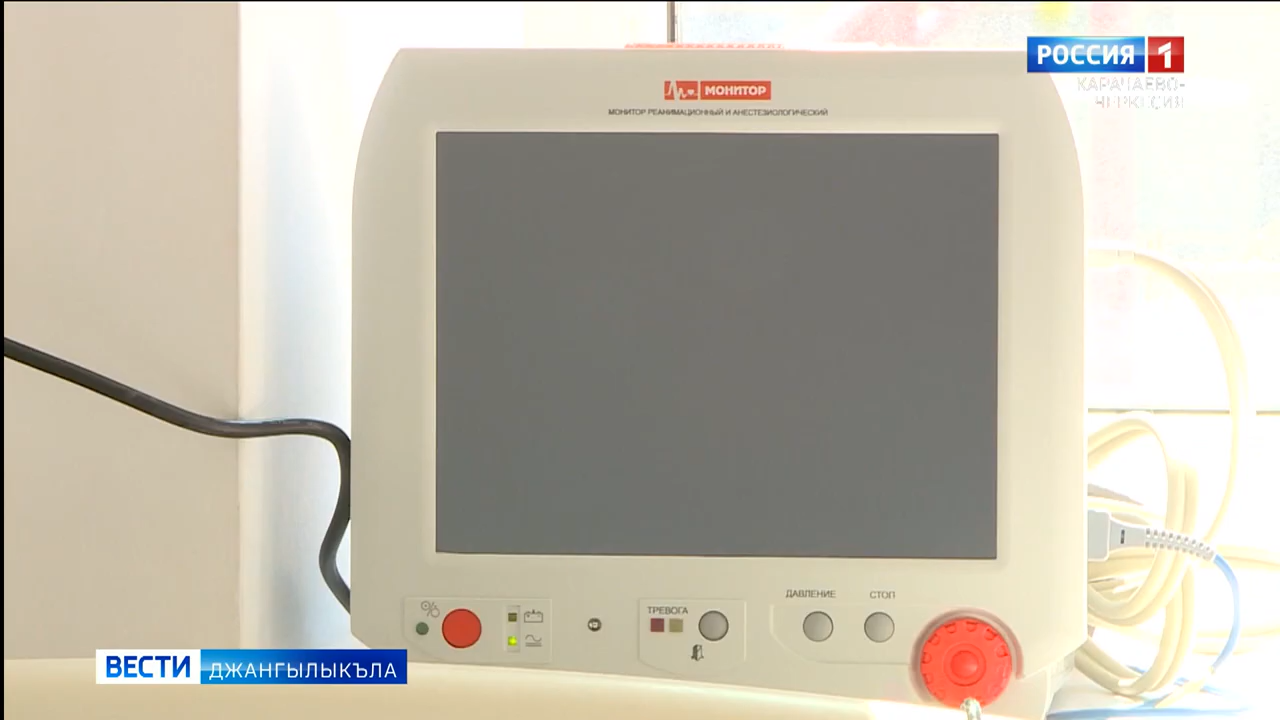 РОССИЯ 1
КАРАЧАЕВО-
ЧЕРКЕСИЯ
МОНИТОР
МОНИТОР РЕАНИМАЦИОННЫЙ И АНЕСТЕЗИОЛОГИЧЕСКИЙ
ДАВЛЕНИЕ СТОП
ТРЕВОГА
ВЕСТИ ДЖАНГЫЛЫКЪЛА